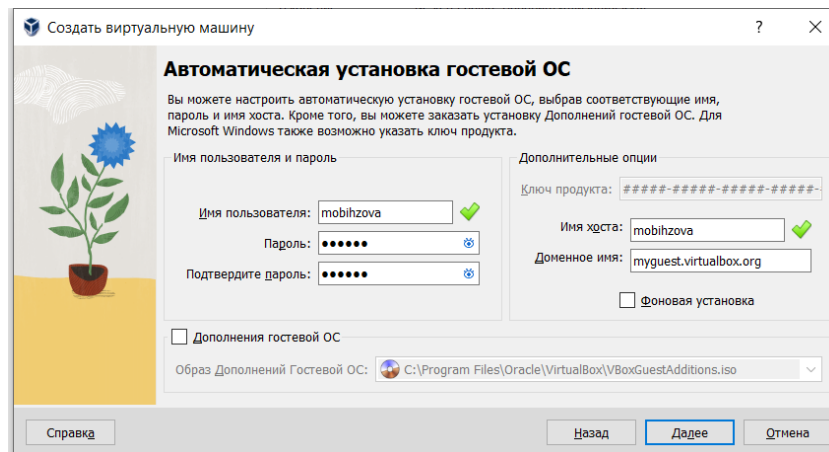 Создать виртуальную машину
Автоматическая установка гостевой ОС
Вы можете настроить автоматическую установку гостевой ОС, выбрав соответствующие имя,
пароль и имя хоста. Кроме того, вы можете заказать установку Дополнений гостевой ОС. Для
Microsoft Windows также возможно указать ключ продукта.
Имя пользователя и пароль
Имя пользователя: mobihzova
Пароль: ●●●●●●
Подтвердите пароль: ●●●●●●
Дополнительные опции
Ключ продукта: #####-#####-#####-#####-
Имя хоста: mobihzova
Доменное имя: myguest.virtualbox.org
Фоновая установка
Дополнения гостевой ОС
Образ Дополнений Гостевой ОС: C:\Program Files\Oracle\VirtualBox\VBoxGuestAdditions.iso
Справка Назад Далее Отмена